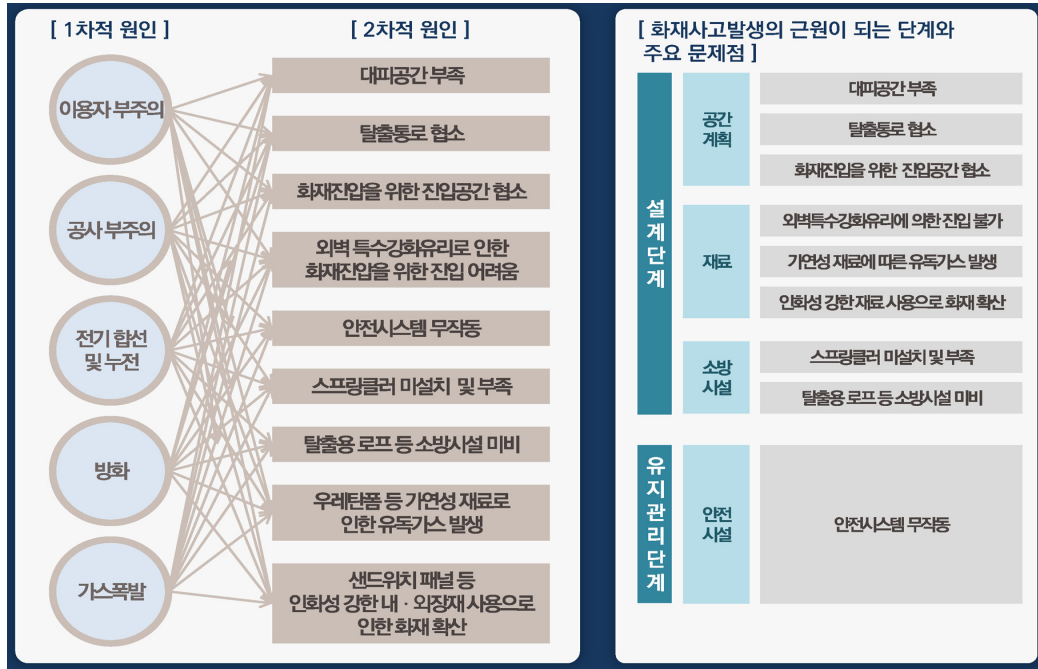 [ 1차적 원인 ]
이용자 부주의
공사 부주의
전기 합선
및 누전
방화
가스폭발
[ 2차적 원인 ]
대피공간 부족
탈출통로 협소
화재진압을 위한 진입공간 협소
외벽 특수강화유리로 인한
화재진압을 위한 진입 어려움
안전시스템 무작동
스프링클러 미설치 및 부족
탈출용 로프 등 소방시설 미비
우레탄폼 등 가연성 재료로
인한 유독가스 발생
샌드위치 패널 등
인화성 강한 내 · 외장재 사용으로
인한 화재 확산
[ 화재사고발생의 근원이 되는 단계와
주요 문제점 ]
설계단계
공간
계획
대피공간 부족
탈출통로 협소
화재진압을 위한 진입공간 협소
재료
외벽특수강화유리에 의한 진입 불가
가연성 재료에 따른 유독가스 발생
인화성 강한 재료 사용으로 화재 확산
소방
시설
스프링클러 미설치 및 부족
탈출용 로프 등 소방시설 미비
유지관리단계
안전
시설
안전시스템 무작동